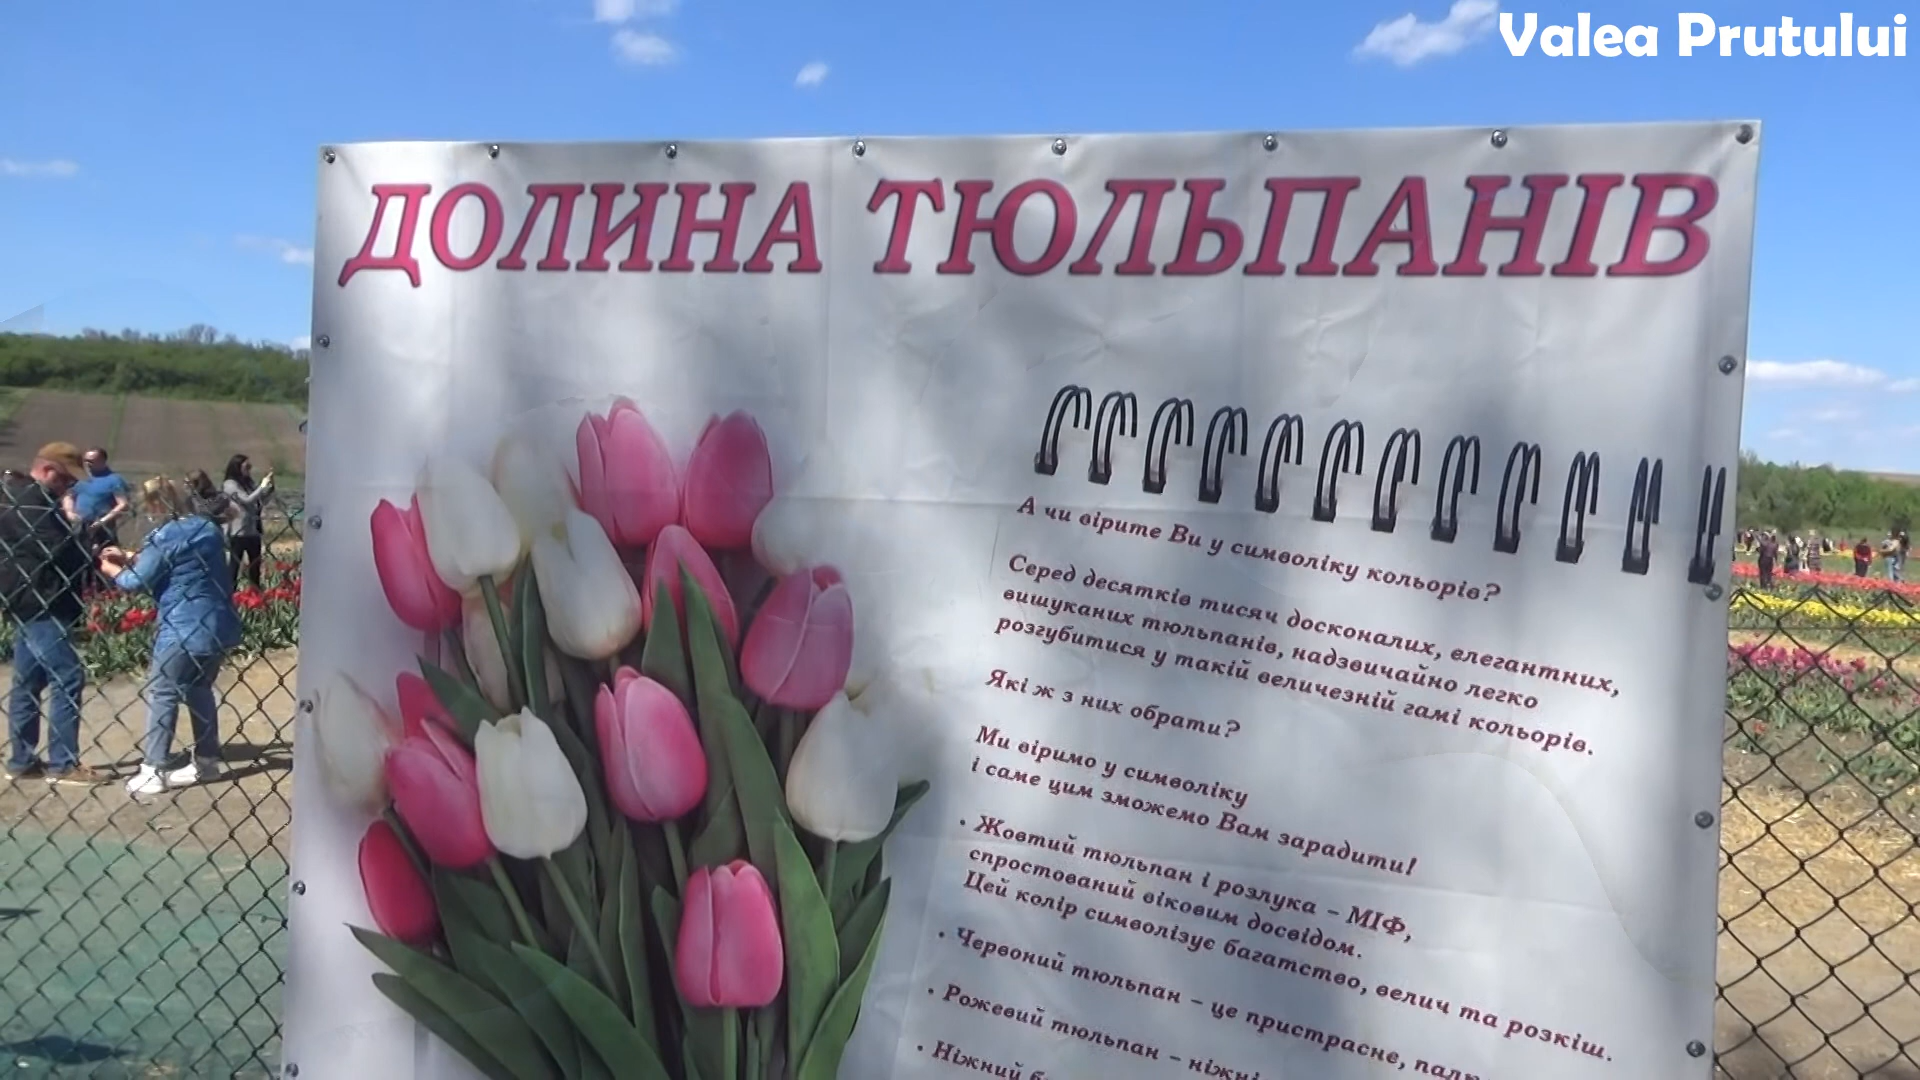 Valea Prutului
ДОЛИНА ТЮЛЬПАНІВ
А чи вірите Ви у символіку кольорів?
Серед десятків тисяч досконалих, елегантних,
вишуканих тюльпанів, надзвичайно легко
розгубитися у такій величезній гамі кольорів.
Які ж з них обрати?
Ми віримо у символіку
і саме цим зможемо Вам зарадити!
• Жовтий тюльпан і розлука – МІФ,
спростований віковим досвідом.
Цей колір символізує багатство, велич та розкіш.
• Червоний тюльпан – це пристрасне,
• Рожевий тюльпан –
• Ніжний